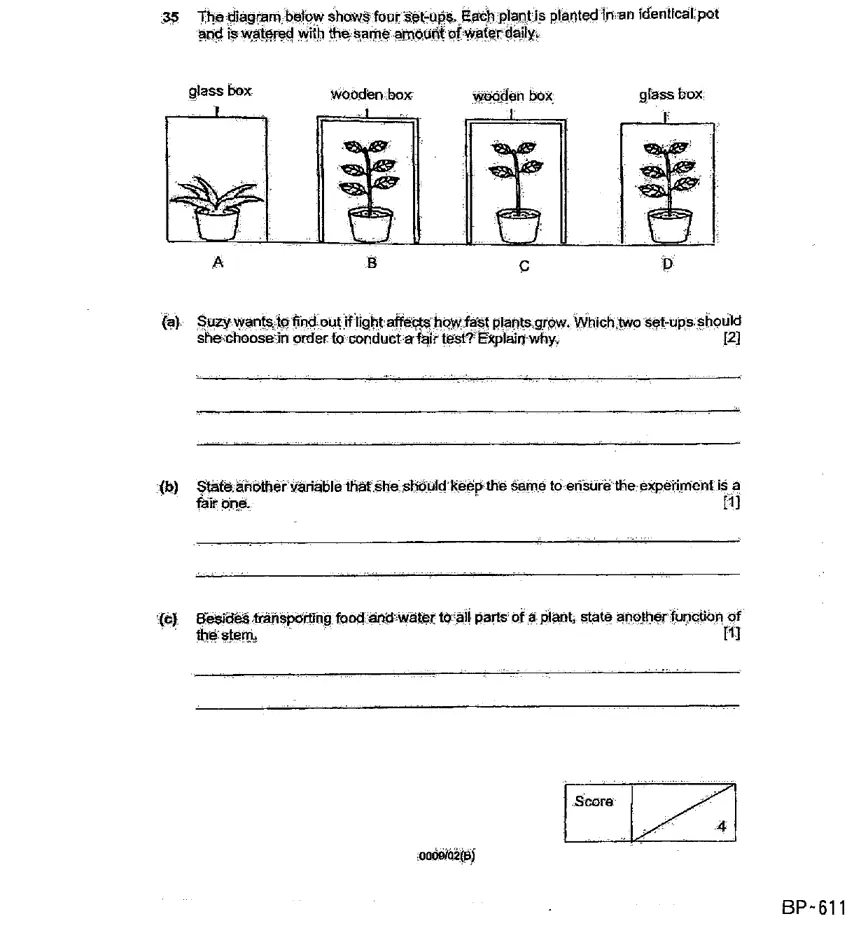 35 The diagram below shows four set-ups. Each plant is planted in an identical pot
and is watered with the same amount of water daily.
glass box wooden box wooden box glass box
A B C D
(a) Suzy wants to find out if light affects how fast plants grow. Which two set-ups should
she choose in order to conduct a fair test? Explain why. [2]
(b) State another variable that she should keep the same to ensure the experiment is a
fair one. [1]
(c) Besides transporting food and water to all parts of a plant, state another function of
the stem. [1]
Score
4
0009/02(B)
BP-611